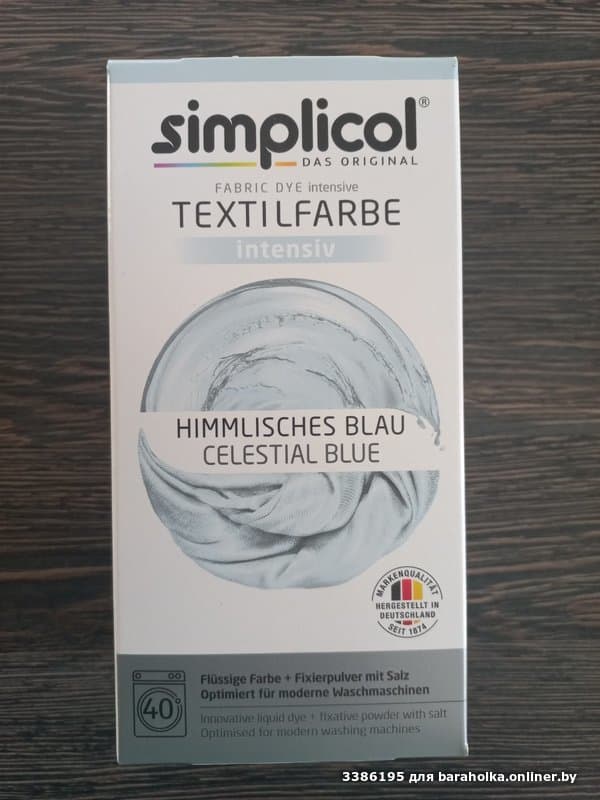 simplicol®
DAS ORIGINAL
FABRIC DYE intensive
TEXTILFARBE
intensiv
HIMMLISCHES BLAU
CELESTIAL BLUE
MARKENQUALITÄT
HERGESTELLT IN
DEUTSCHLAND
SEIT 1874
40
Flüssige Farbe + Fixierpulver mit Salz
Optimiert für moderne Waschmaschinen
Innovative liquid dye + fixative powder with salt
Optimised for modern washing machines
3386195 для baraholka.onliner.by